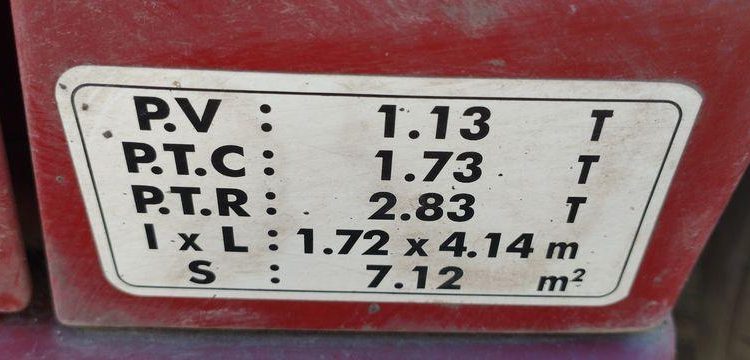 P.V : 1.13 T
P.T.C : 1.73 T
P.T.R : 2.83 T
l x L : 1.72 x 4.14 m
S : 7.12 m²